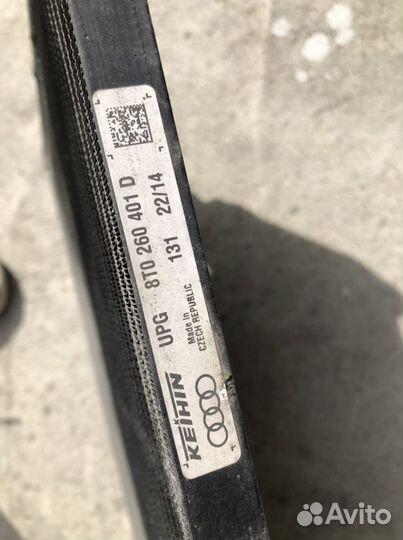 UPG 8T0 260 401 D
131 22/14
Made in
CZECH REPUBLIC
KEIHIN
Avito